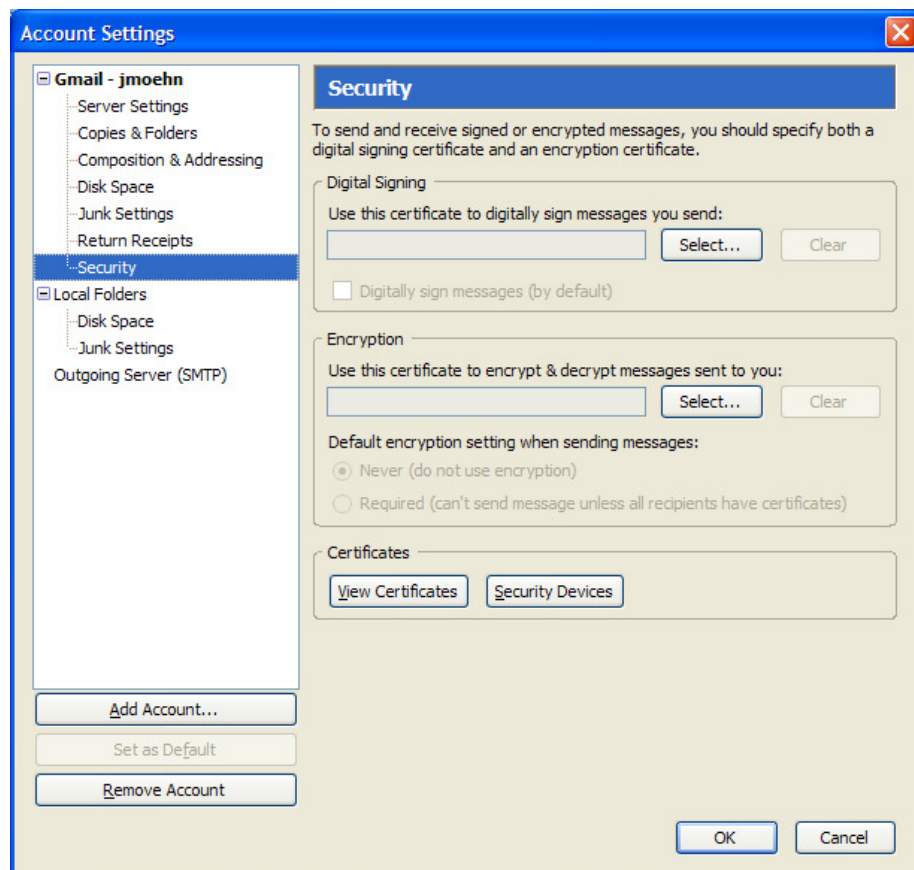 Account Settings
Gmail - jmoehn
Server Settings
Copies & Folders
Composition & Addressing
Disk Space
Junk Settings
Return Receipts
Security
Local Folders
Disk Space
Junk Settings
Outgoing Server (SMTP)
Add Account...
Set as Default
Remove Account
Security
To send and receive signed or encrypted messages, you should specify both a
digital signing certificate and an encryption certificate.
Digital Signing
Use this certificate to digitally sign messages you send:
Select... Clear
Digitally sign messages (by default)
Encryption
Use this certificate to encrypt & decrypt messages sent to you:
Select... Clear
Default encryption setting when sending messages:
Never (do not use encryption)
Required (can't send message unless all recipients have certificates)
Certificates
View Certificates Security Devices
OK Cancel